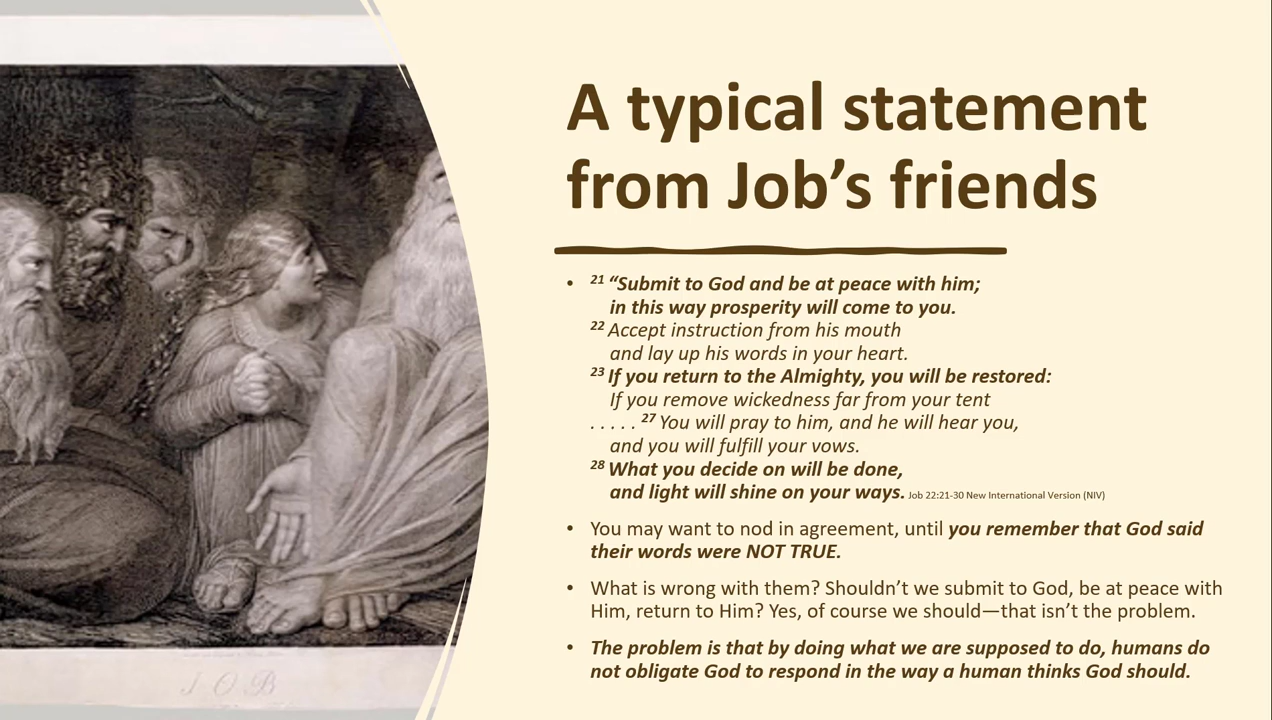 A typical statement
from Job’s friends
• ²¹ “Submit to God and be at peace with him;
in this way prosperity will come to you.
²² Accept instruction from his mouth
and lay up his words in your heart.
²³ If you return to the Almighty, you will be restored:
If you remove wickedness far from your tent
. . . . . ²⁷ You will pray to him, and he will hear you,
and you will fulfill your vows.
²⁸ What you decide on will be done,
and light will shine on your ways. Job 22:21-30 New International Version (NIV)
• You may want to nod in agreement, until you remember that God said
their words were NOT TRUE.
• What is wrong with them? Shouldn’t we submit to God, be at peace with
Him, return to Him? Yes, of course we should—that isn’t the problem.
• The problem is that by doing what we are supposed to do, humans do
not obligate God to respond in the way a human thinks God should.
JOB